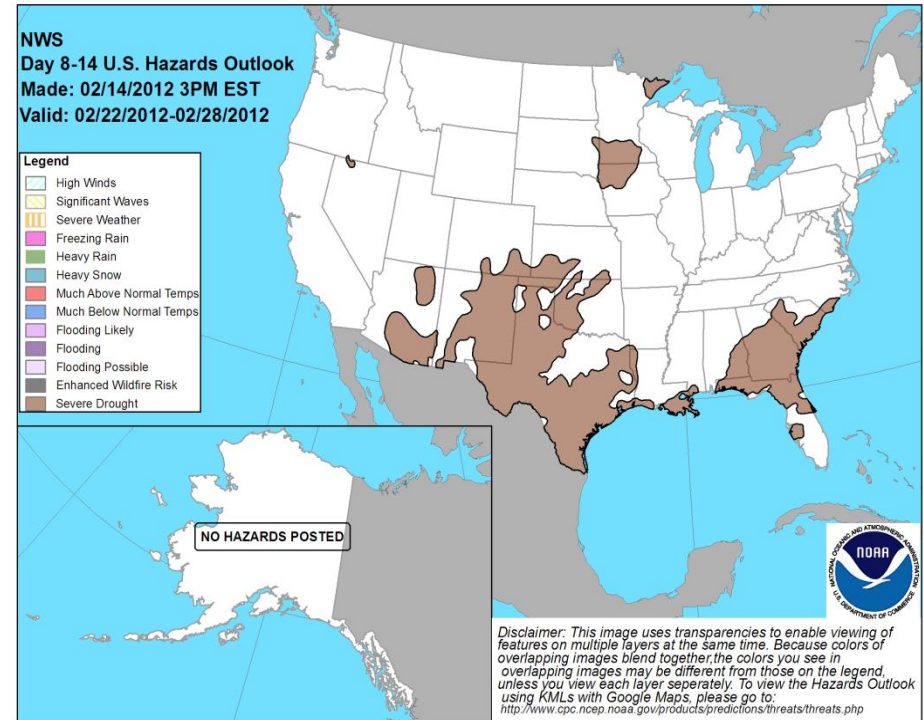 NWS
Day 8-14 U.S. Hazards Outlook
Made: 02/14/2012 3PM EST
Valid: 02/22/2012-02/28/2012
Legend
High Winds
Significant Waves
Severe Weather
Freezing Rain
Heavy Rain
Heavy Snow
Much Above Normal Temps
Much Below Normal Temps
Flooding Likely
Flooding
Flooding Possible
Enhanced Wildfire Risk
Severe Drought
NO HAZARDS POSTED
NATIONAL OCEANIC AND ATMOSPHERIC ADMINISTRATION
NOAA
U.S. DEPARTMENT OF COMMERCE
Disclaimer: This image uses transparencies to enable viewing of
features on multiple layers at the same time. Because colors of
overlapping images blend together,the colors you see in
overlapping images may be different from those on the legend,
unless you view each layer seperately. To view the Hazards Outlook
using KMLs with Google Maps, please go to:
http://www.cpc.ncep.noaa.gov/products/predictions/threats/threats.php